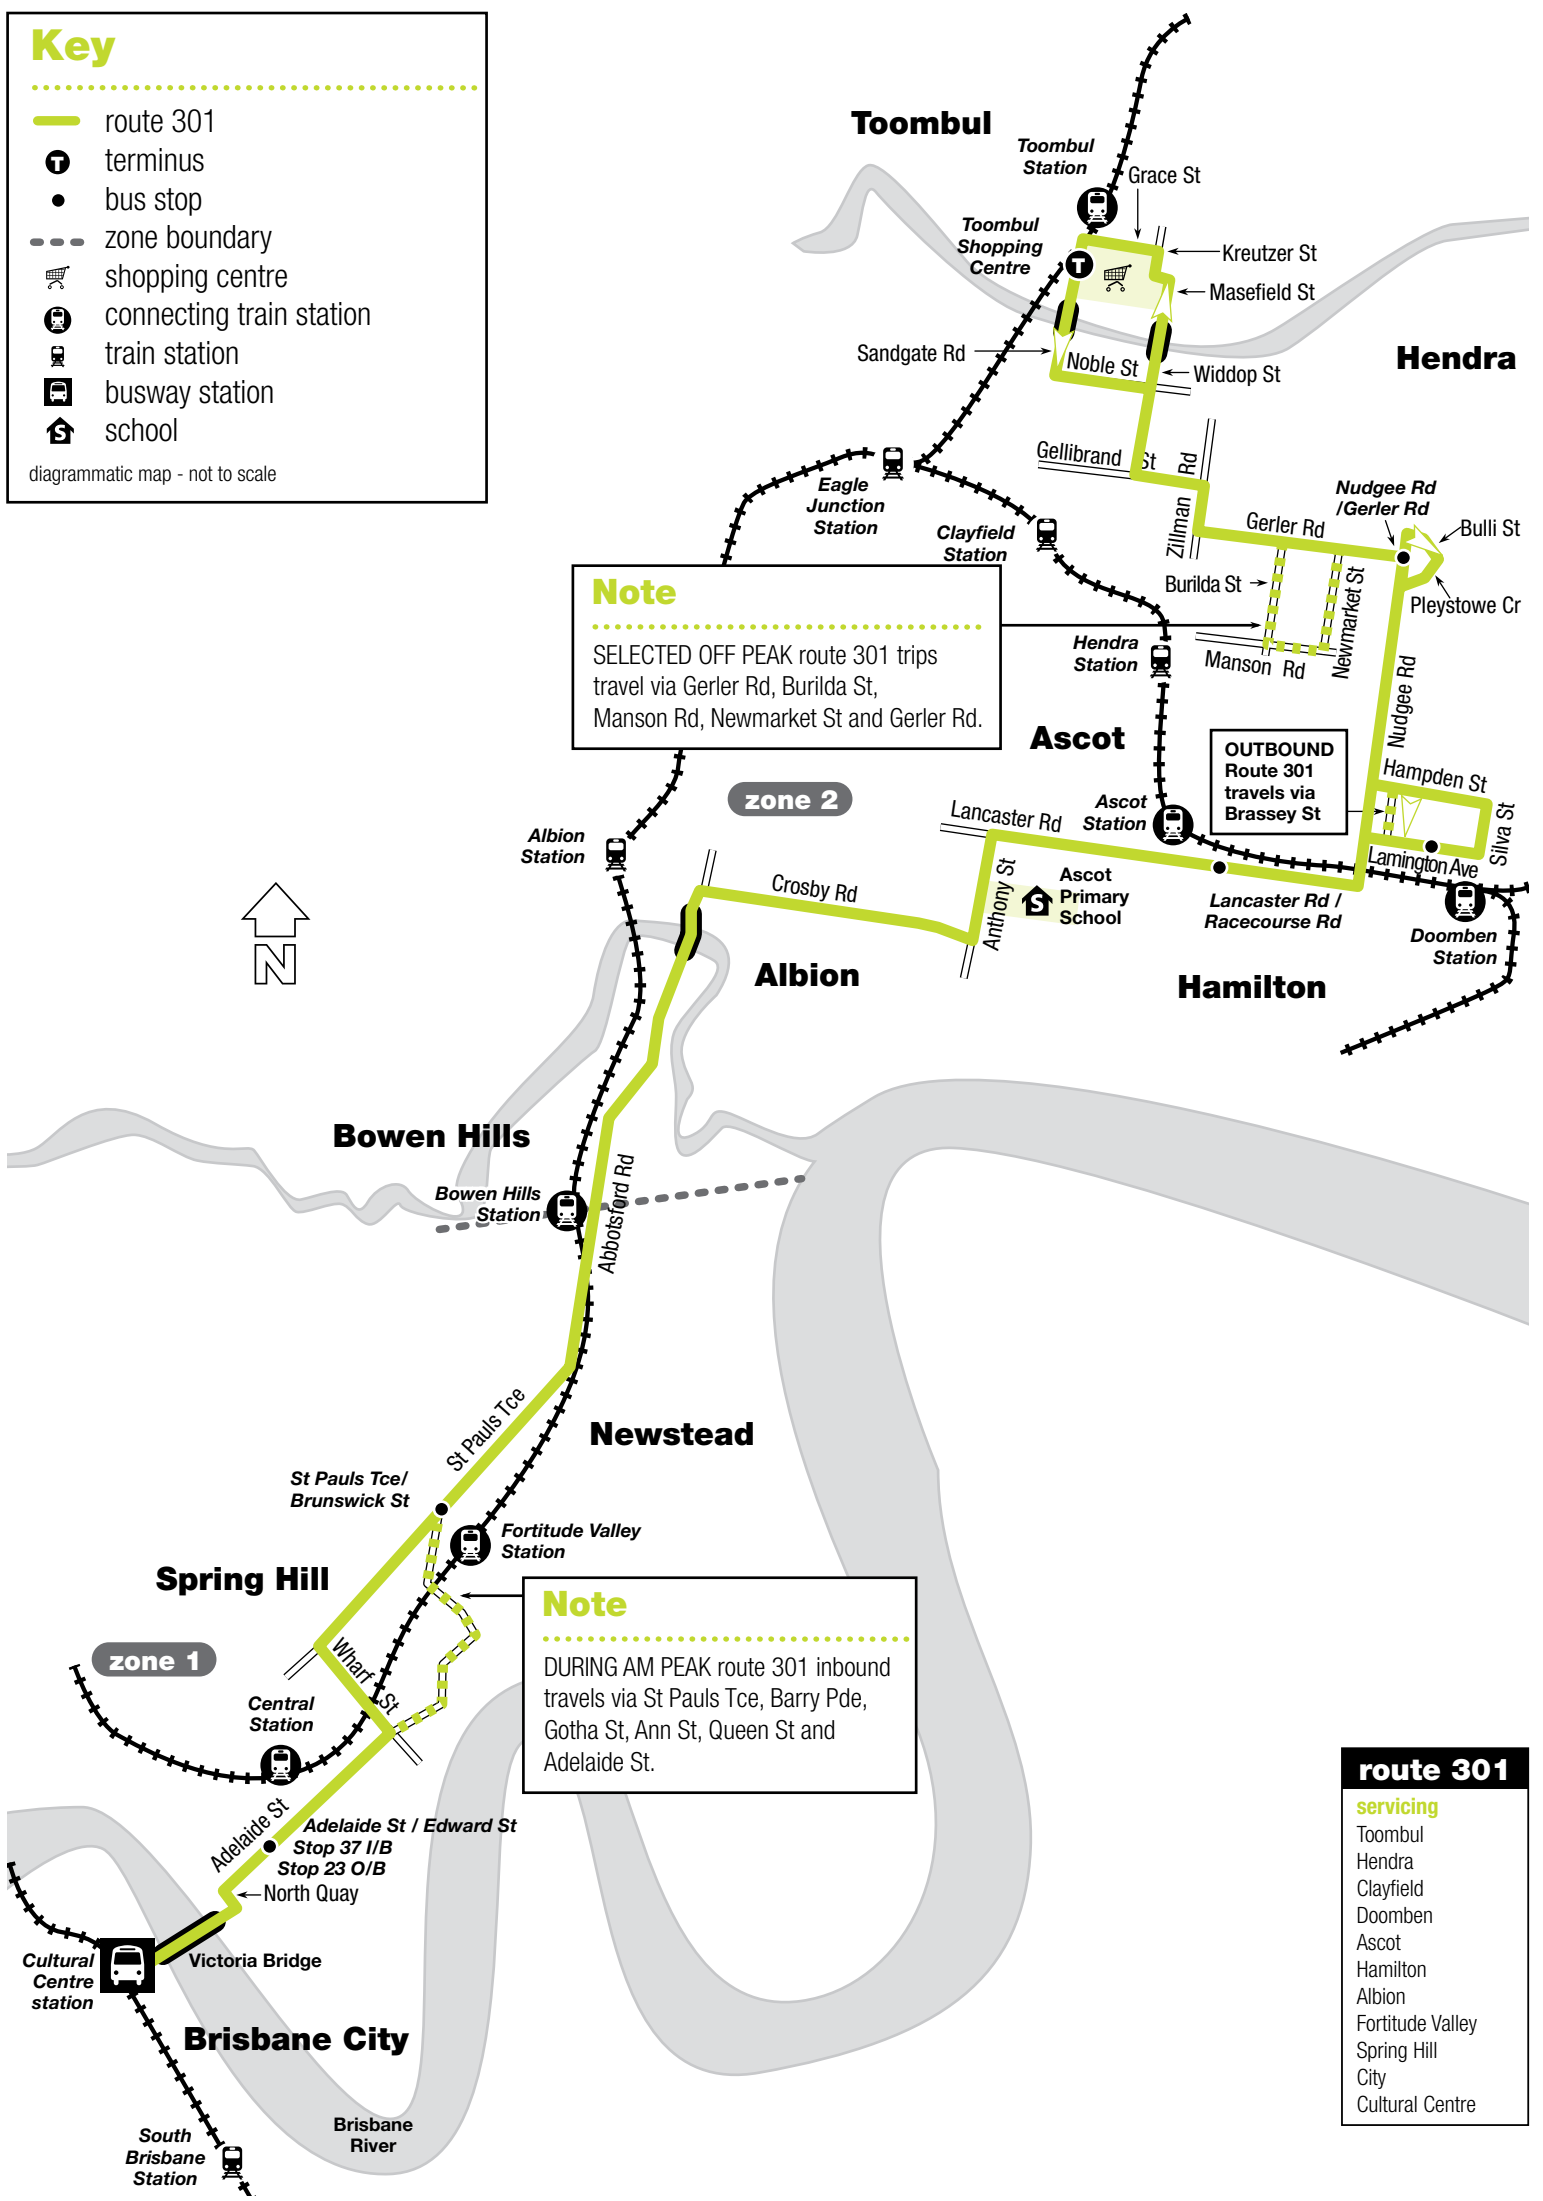 Key
route 301
T
terminus
bus stop
zone boundary
shopping centre
connecting train station
train station
busway station
S
school
diagrammatic map - not to scale
Toombul
Toombul
Station
Grace St
Toombul
Shopping
Centre
T
Kreutzer St
Masefield St
Sandgate Rd
Noble St
Widdop St
Hendra
Gellibrand St
Zillman Rd
Eagle
Junction
Station
Clayfield
Station
Nudgee Rd
/Gerler Rd
Gerler Rd
Bulli St
Burilda St
Newmarket St
Pleystowe Cr
Manson Rd
Note
SELECTED OFF PEAK route 301 trips
travel via Gerler Rd, Burilda St,
Manson Rd, Newmarket St and Gerler Rd.
Hendra
Station
Nudgee Rd
Ascot
OUTBOUND
Route 301
travels via
Brassey St
Hampden St
Silva St
Lamington Ave
zone 2
Ascot
Station
Lancaster Rd
Albion
Station
Crosby Rd
Anthony St
S
Ascot
Primary
School
Lancaster Rd /
Racecourse Rd
Doomben
Station
N
Albion
Hamilton
Bowen Hills
Bowen Hills
Station
Abbotsford Rd
St Pauls Tce
Newstead
St Pauls Tce/
Brunswick St
Fortitude Valley
Station
Spring Hill
Note
DURING AM PEAK route 301 inbound
travels via St Pauls Tce, Barry Pde,
Gotha St, Ann St, Queen St and
Adelaide St.
Wharf St
zone 1
Central
Station
Adelaide St
Adelaide St / Edward St
Stop 37 I/B
Stop 23 O/B
North Quay
Cultural
Centre
station
Victoria Bridge
Brisbane City
Brisbane
River
South
Brisbane
Station
route 301
servicing
Toombul
Hendra
Clayfield
Doomben
Ascot
Hamilton
Albion
Fortitude Valley
Spring Hill
City
Cultural Centre